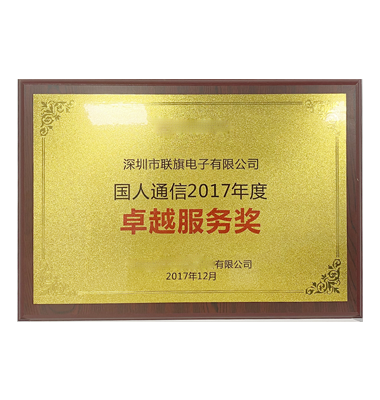 深圳市联旗电子有限公司
国人通信2017年度
卓越服务奖
有限公司
2017年12月